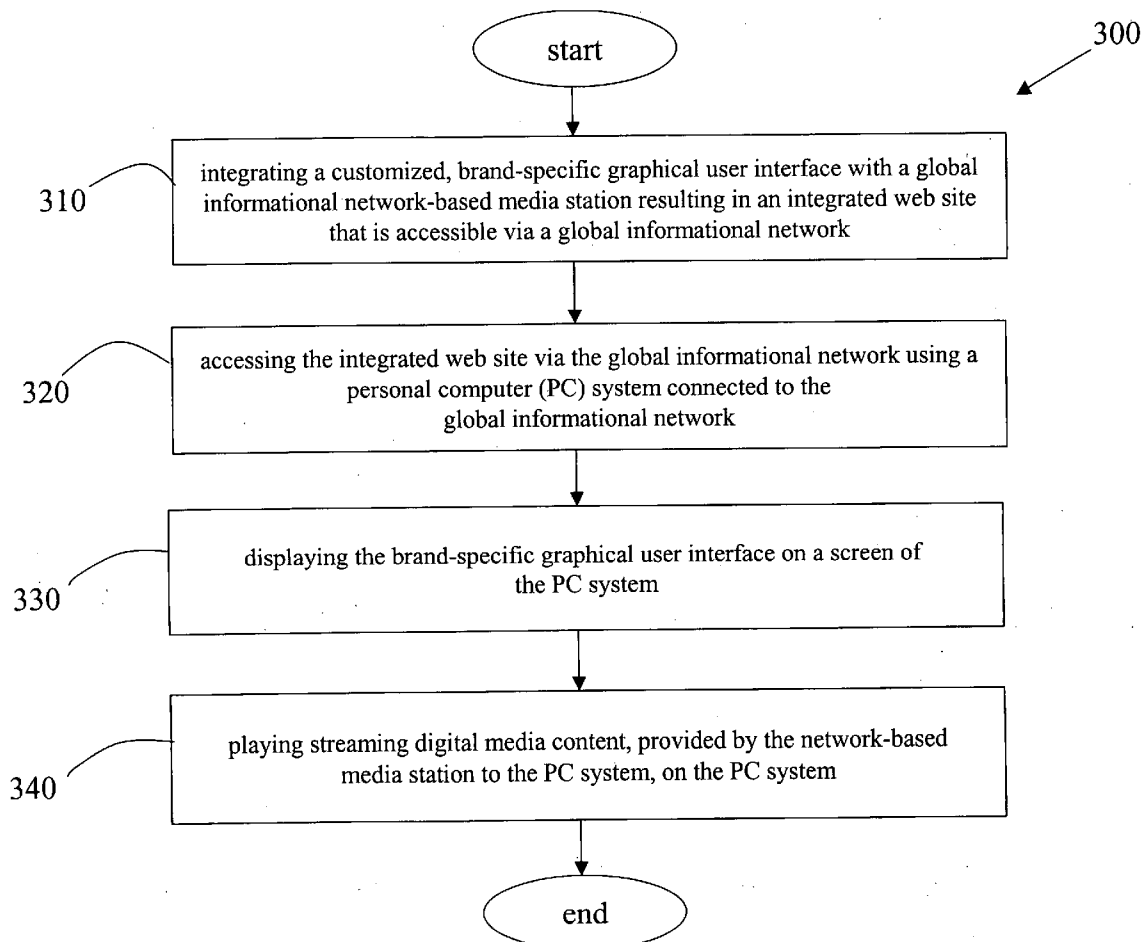 start
300
310
integrating a customized, brand-specific graphical user interface with a global
informational network-based media station resulting in an integrated web site
that is accessible via a global informational network
320
accessing the integrated web site via the global informational network using a
personal computer (PC) system connected to the
global informational network
330
displaying the brand-specific graphical user interface on a screen of
the PC system
340
playing streaming digital media content, provided by the network-based
media station to the PC system, on the PC system
end